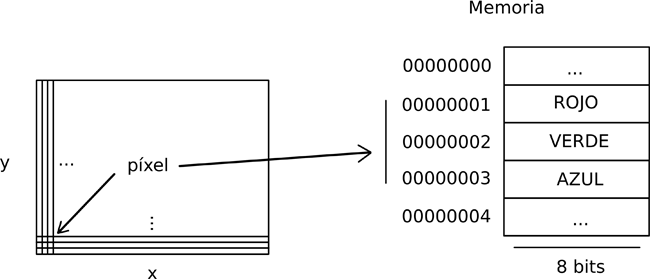 Memoria
00000000 ...
00000001 ROJO
00000002 VERDE
00000003 AZUL
00000004 ...
8 bits
y
...
píxel
...
x